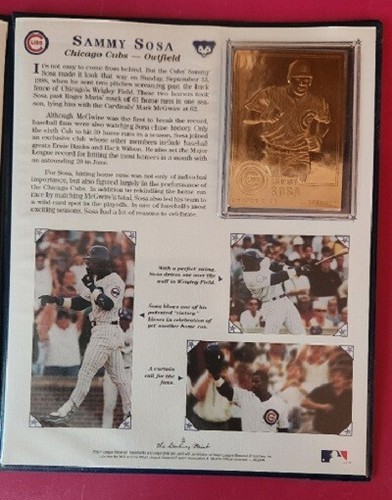 SAMMY SOSA
Chicago Cubs — Outfield
It's not easy to come from behind. But the Cubs' Sammy
Sosa made it look that way on Sunday, September 13,
1998, when he sent two pitches screaming past the back
fence of Chicago's Wrigley Field. Those two homers took
Sosa past Roger Maris' mark of 61 home runs in one sea-
son, tying him with the Cardinals' Mark McGwire at 62.
Although McGwire was the first to break the record,
baseball fans were also watching Sosa chase history. Only
the sixth Cub to hit 50 home runs in a season, Sosa joined
an exclusive club whose other members include baseball
greats Ernie Banks and Hack Wilson. He also set the Major
League record for hitting the most homers in a month with
an astounding 20 in June.
For Sosa, hitting home runs was not only of individual
importance, but also figured largely in the performance of
the Chicago Cubs. In addition to rekindling the home run
race by matching McGwire's total, Sosa also led his team to
a wild card spot in the playoffs. In one of baseball's most
exciting seasons, Sosa had a lot of reasons to celebrate.
SAMMY
SOSA
With a perfect swing,
Sosa drives one over the
wall in Wrigley Field.
Sosa blows one of his
patented "victory"
kisses in celebration of
yet another home run.
A curtain
call for the
fans.
The Danbury Mint